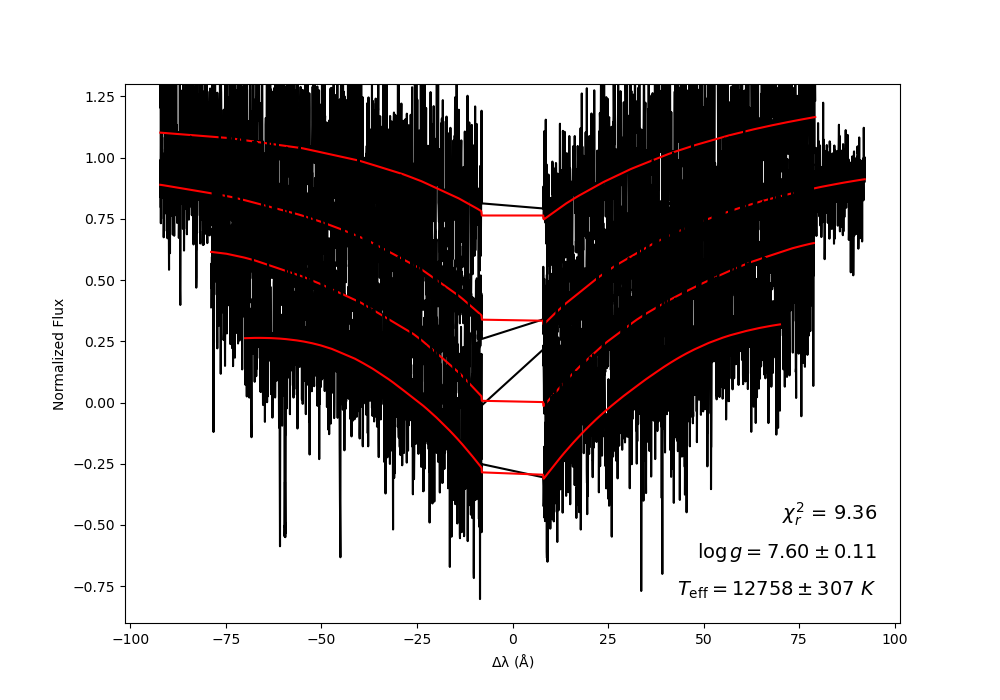 1.25
1.00
0.75
0.50
0.25
0.00
−0.25
−0.50
−0.75
Normalized Flux
χ_r^2 = 9.36
log g = 7.60 ± 0.11
T_eff = 12758 ± 307 K
−100 −75 −50 −25 0 25 50 75 100
Δλ (Å)